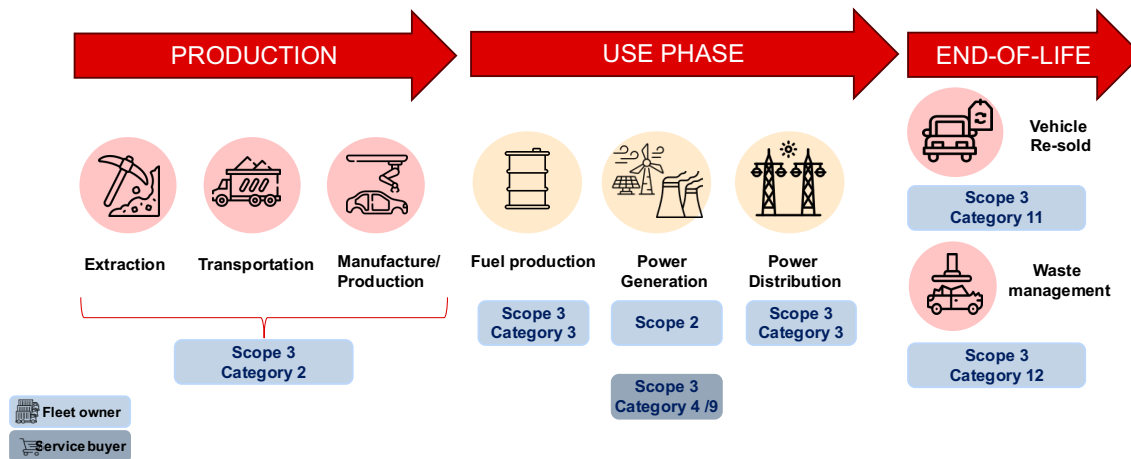 PRODUCTION
USE PHASE
END-OF-LIFE
Extraction
Transportation
Manufacture/
Production
Scope 3
Category 2
Fuel production
Scope 3
Category 3
Power
Generation
Scope 2
Scope 3
Category 4 /9
Power
Distribution
Scope 3
Category 3
Vehicle
Re-sold
Scope 3
Category 11
Waste
management
Scope 3
Category 12
Fleet owner
Service buyer